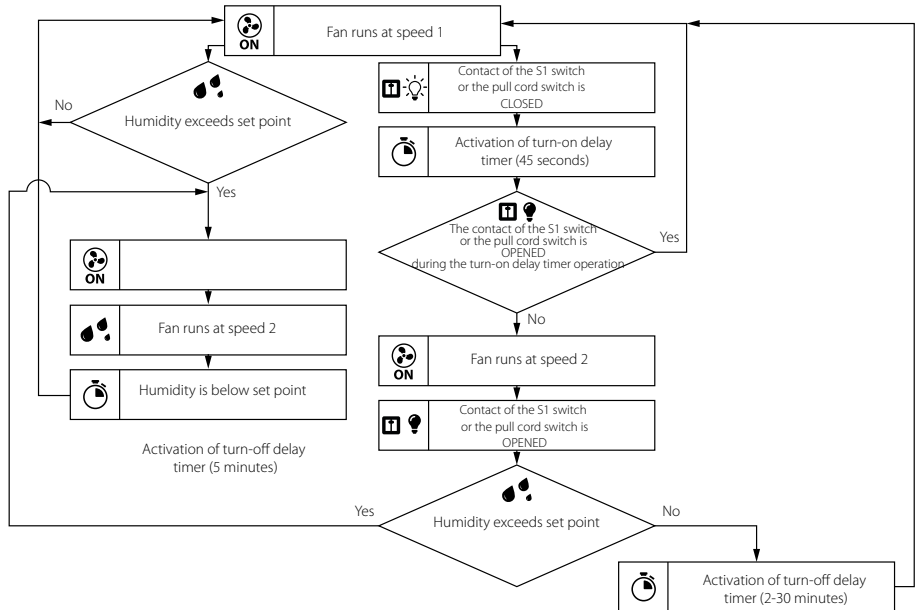 ON
Fan runs at speed 1
No
Humidity exceeds set point
Yes
ON
Fan runs at speed 2
Humidity is below set point
Activation of turn-off delay
timer (5 minutes)
Contact of the S1 switch
or the pull cord switch is
CLOSED
Activation of turn-on delay
timer (45 seconds)
The contact of the S1 switch
or the pull cord switch is
OPENED
during the turn-on delay timer operation
Yes
No
ON
Fan runs at speed 2
Contact of the S1 switch
or the pull cord switch is
OPENED
Yes
Humidity exceeds set point
No
Activation of turn-off delay
timer (2-30 minutes)